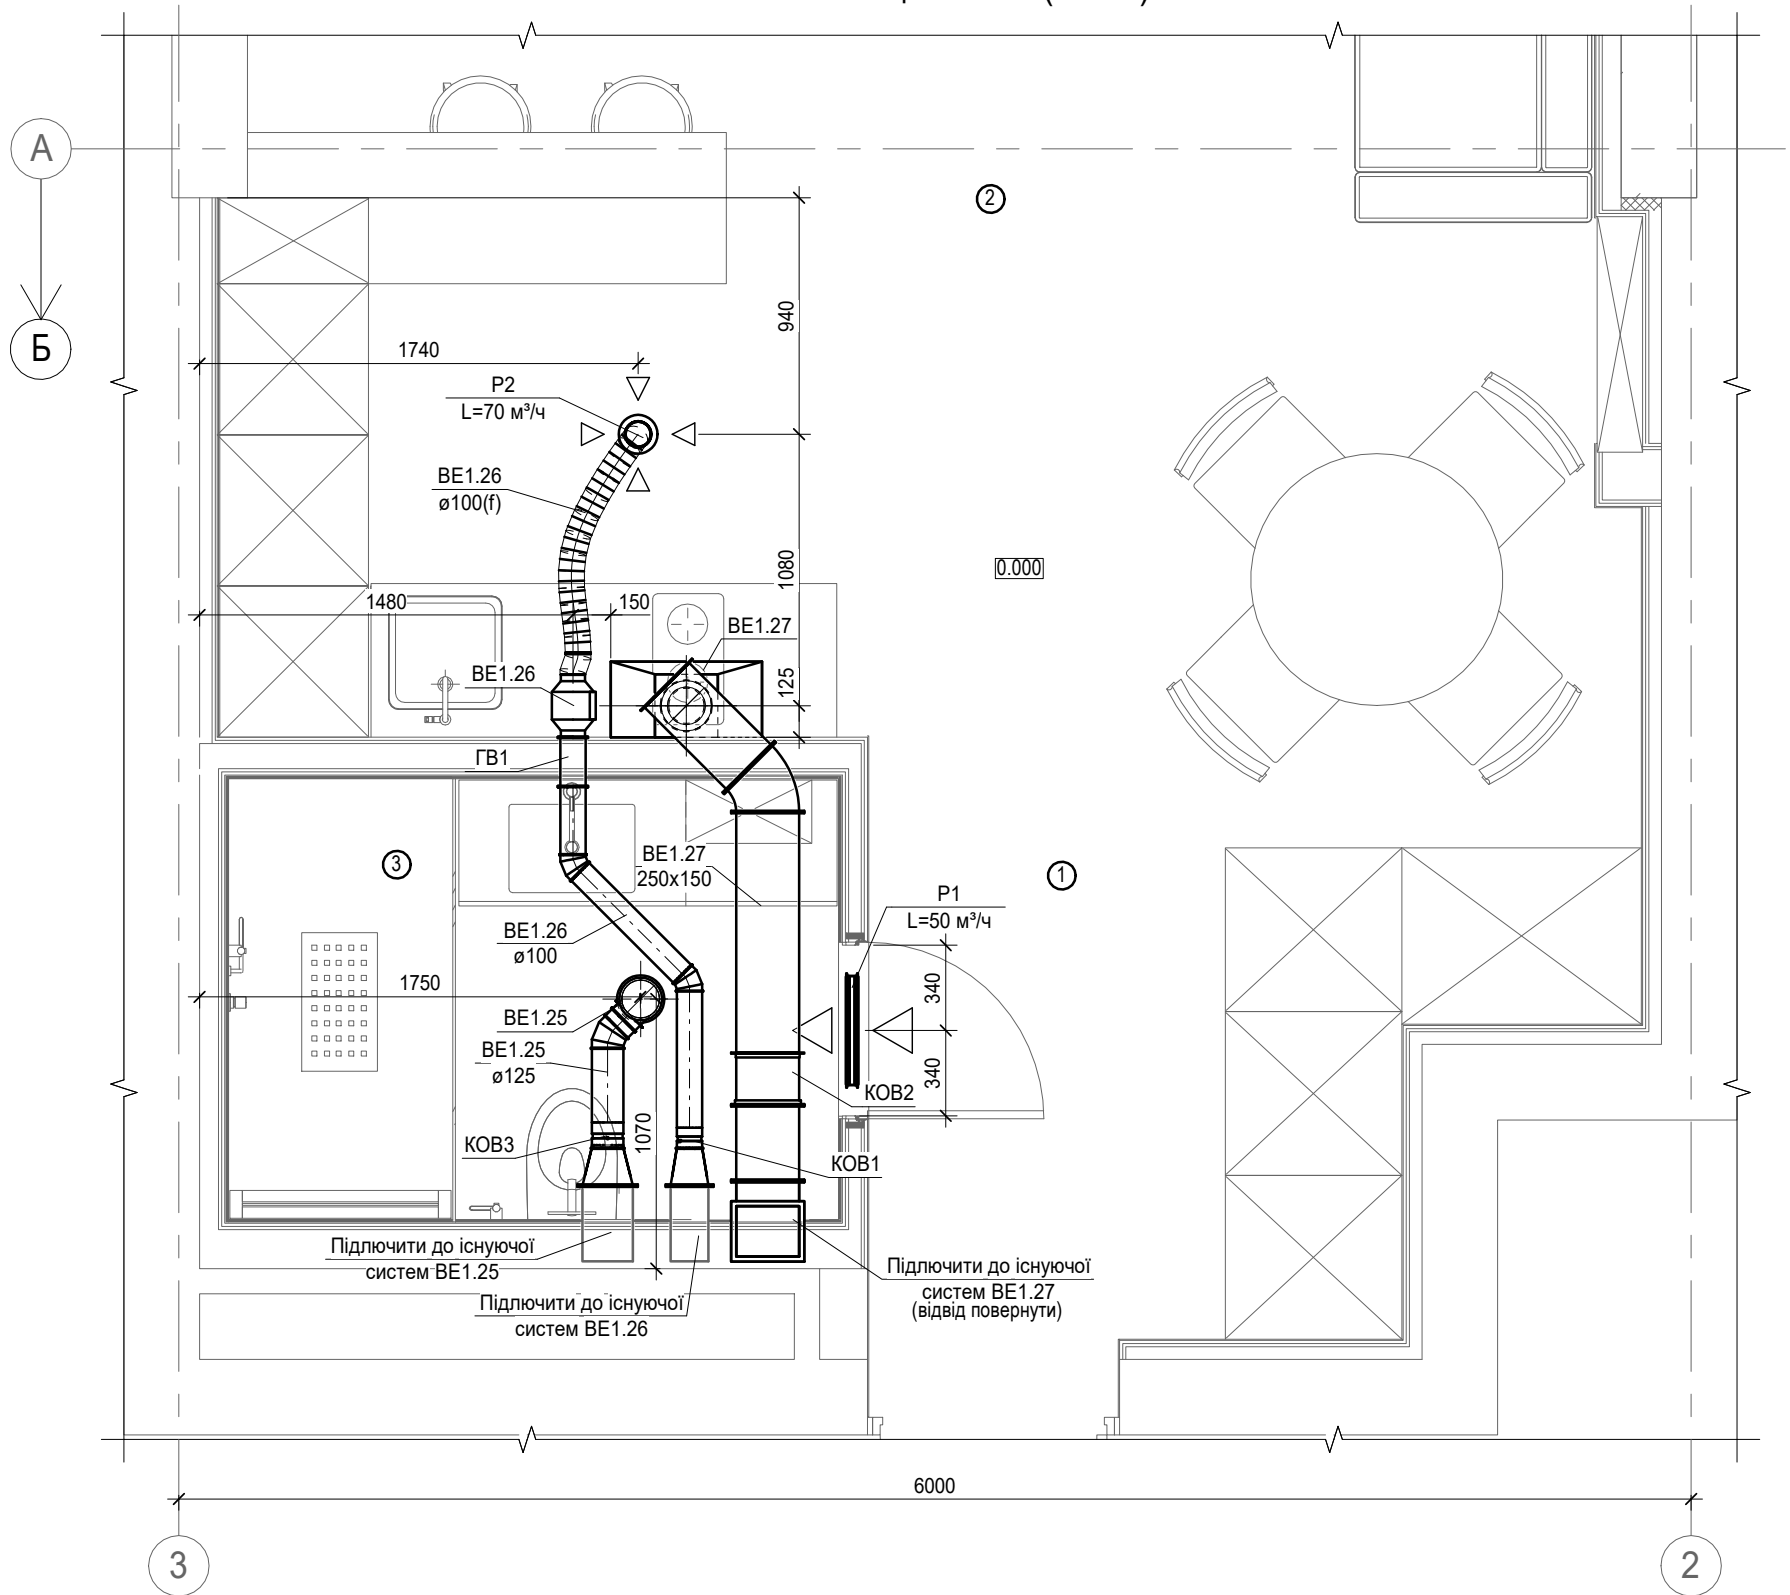 А
2
Б
940
1740
Р2
L=70 м³/ч
ВЕ1.26
ø100(f)
1080
0.000
1480
150
ВЕ1.27
ВЕ1.26
125
ГВ1
3
ВЕ1.27
250x150
1
Р1
L=50 м³/ч
ВЕ1.26
ø100
1750
340
ВЕ1.25
ВЕ1.25
ø125
340
КОВ2
1070
КОВ3
КОВ1
Підлючити до існуючої
систем ВЕ1.25
Підлючити до існуючої
систем ВЕ1.27
(відвід повернути)
Підлючити до існуючої
систем ВЕ1.26
6000
3
2